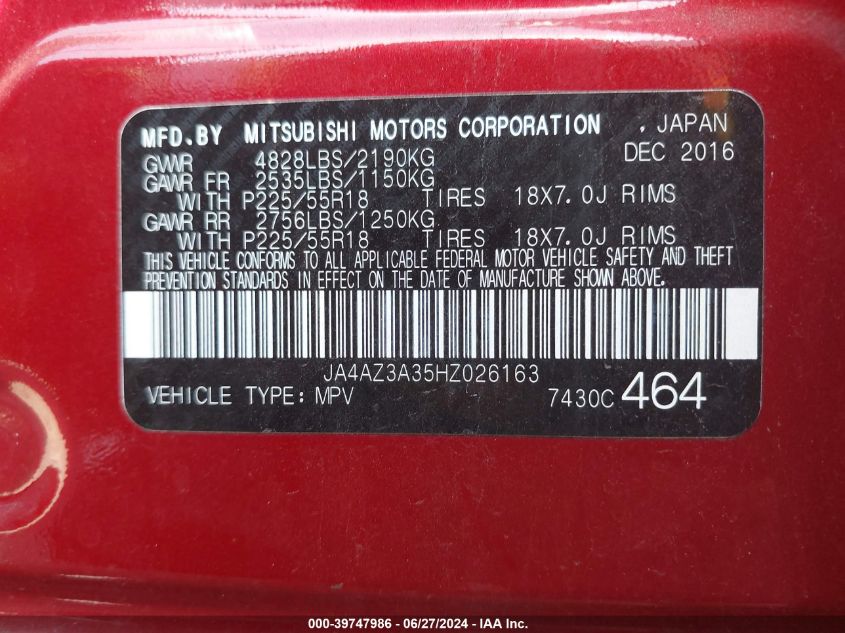 MFD.BY MITSUBISHI MOTORS CORPORATION , JAPAN
GVWR 4828LBS/2190KG DEC 2016
GAWR FR 2535LBS/1150KG
WITH P225/55R18 TIRES 18X7.0J RIMS
GAWR RR 2756LBS/1250KG
WITH P225/55R18 TIRES 18X7.0J RIMS
THIS VEHICLE CONFORMS TO ALL APPLICABLE FEDERAL MOTOR VEHICLE SAFETY AND THEFT
PREVENTION STANDARDS IN EFFECT ON THE DATE OF MANUFACTURE SHOWN ABOVE.
JA4AZ3A35HZ026163
VEHICLE TYPE: MPV 7430C 464
000-39747986 - 06/27/2024 - IAA Inc.